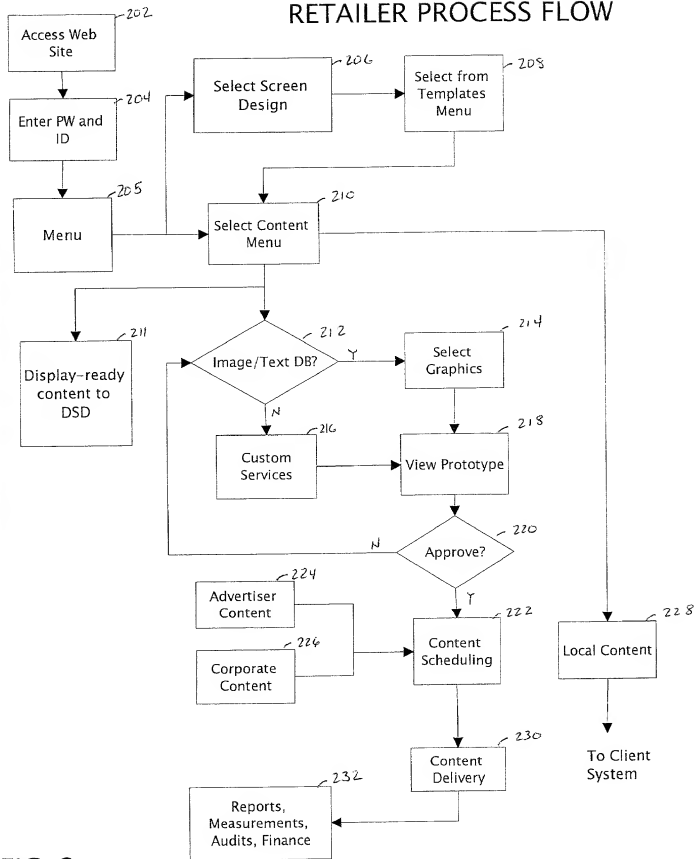 RETAILER PROCESS FLOW
202
Access Web
Site
204
Enter PW and
ID
205
Menu
206
Select Screen
Design
208
Select from
Templates
Menu
210
Select Content
Menu
211
Display-ready
content to
DSD
212
Image/Text DB?
Y
N
214
Select
Graphics
216
Custom
Services
218
View Prototype
220
Approve?
N
Y
224
Advertiser
Content
226
Corporate
Content
222
Content
Scheduling
228
Local Content
To Client
System
230
Content
Delivery
232
Reports,
Measurements,
Audits, Finance